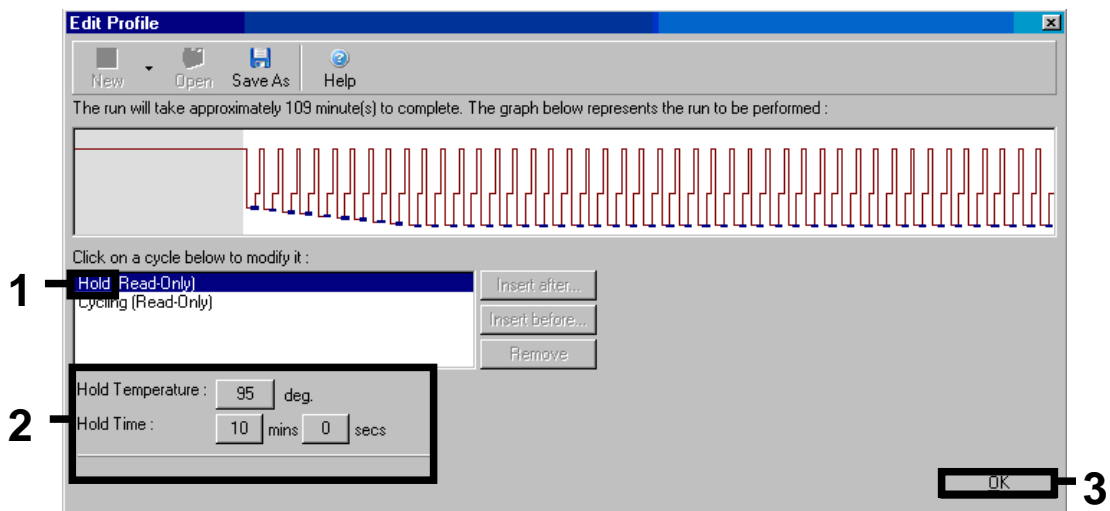 Edit Profile
New Open Save As Help
The run will take approximately 109 minute(s) to complete. The graph below represents the run to be performed :
Click on a cycle below to modify it :
1 Hold (Read-Only) Insert after...
Cycling (Read-Only) Insert before...
Remove
Hold Temperature : 95 deg.
2 Hold Time : 10 mins 0 secs
OK 3